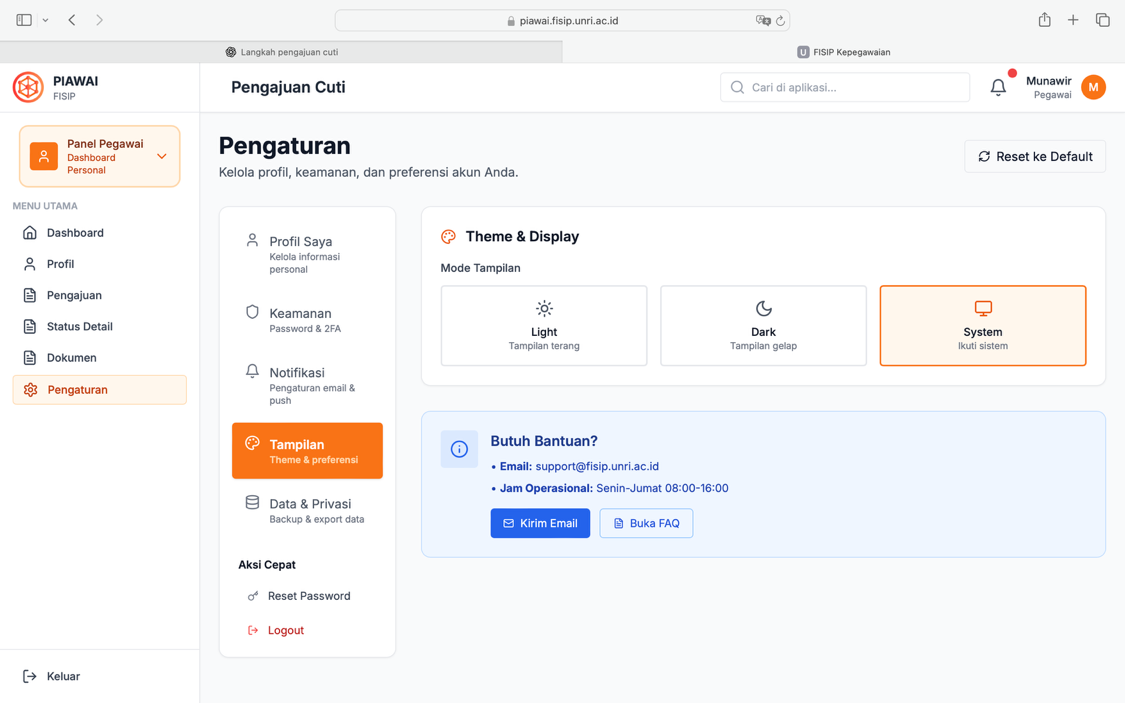 piawai.fisip.unri.ac.id
Langkah pengajuan cuti
U
FISIP Kepegawaian
PIAWAI
FISIP
Pengajuan Cuti
Cari di aplikasi...
Munawir
Pegawai
M
Panel Pegawai
Dashboard
Personal
MENU UTAMA
Dashboard
Profil
Pengajuan
Status Detail
Dokumen
Pengaturan
Keluar
Pengaturan
Kelola profil, keamanan, dan preferensi akun Anda.
Reset ke Default
Profil Saya
Kelola informasi
personal
Keamanan
Password & 2FA
Notifikasi
Pengaturan email &
push
Tampilan
Theme & preferensi
Data & Privasi
Backup & export data
Aksi Cepat
Reset Password
Logout
Theme & Display
Mode Tampilan
Light
Tampilan terang
Dark
Tampilan gelap
System
Ikuti sistem
Butuh Bantuan?
• Email: support@fisip.unri.ac.id
• Jam Operasional: Senin-Jumat 08:00-16:00
Kirim Email
Buka FAQ